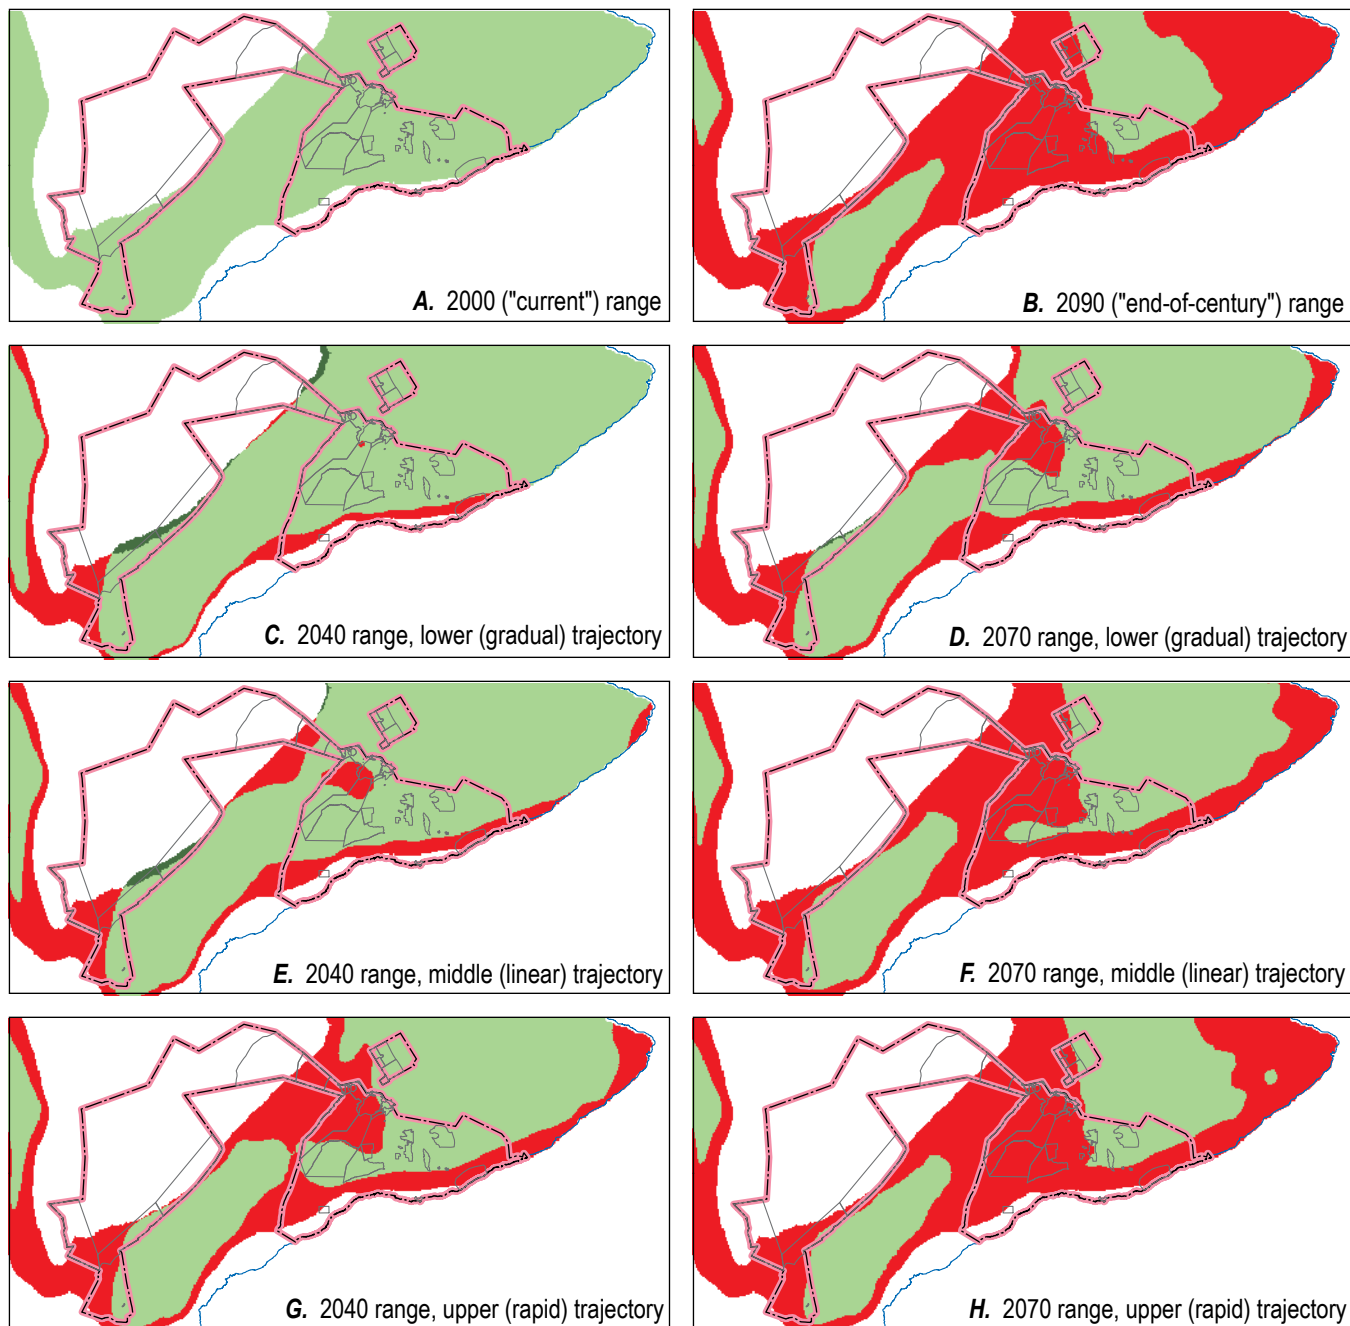 A. 2000 ("current") range
B. 2090 ("end-of-century") range
C. 2040 range, lower (gradual) trajectory
D. 2070 range, lower (gradual) trajectory
E. 2040 range, middle (linear) trajectory
F. 2070 range, middle (linear) trajectory
G. 2040 range, upper (rapid) trajectory
H. 2070 range, upper (rapid) trajectory